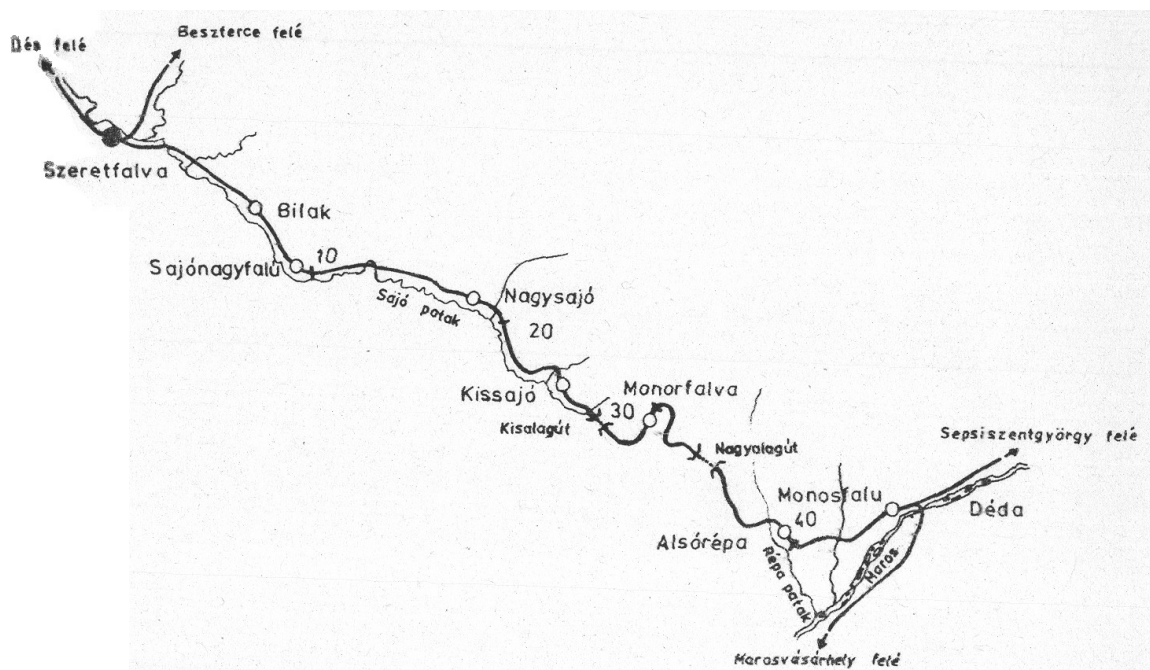 Beszterce felé
Dés felé
Szeretfalva
Bilak
Sajónagyfalú
10
Sajó patak
Nagysajó
20
Kissajó
Monorfalva
30
Kisalagút
Nagyalagút
Sepsiszentgyörgy felé
Monosfalu
40
Déda
Alsórépa
Répa patak
Maros
Marosvásárhely felé